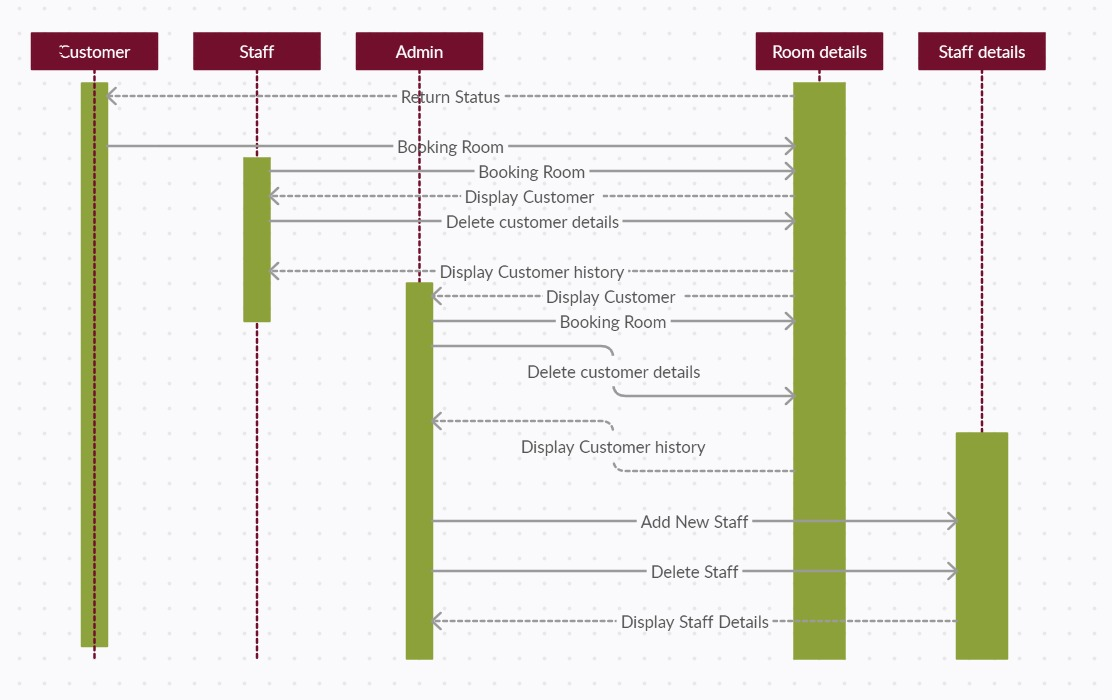 Customer
Staff
Admin
Room details
Staff details
Return Status
Booking Room
Booking Room
Display Customer
Delete customer details
Display Customer history
Display Customer
Booking Room
Delete customer details
Display Customer history
Add New Staff
Delete Staff
Display Staff Details